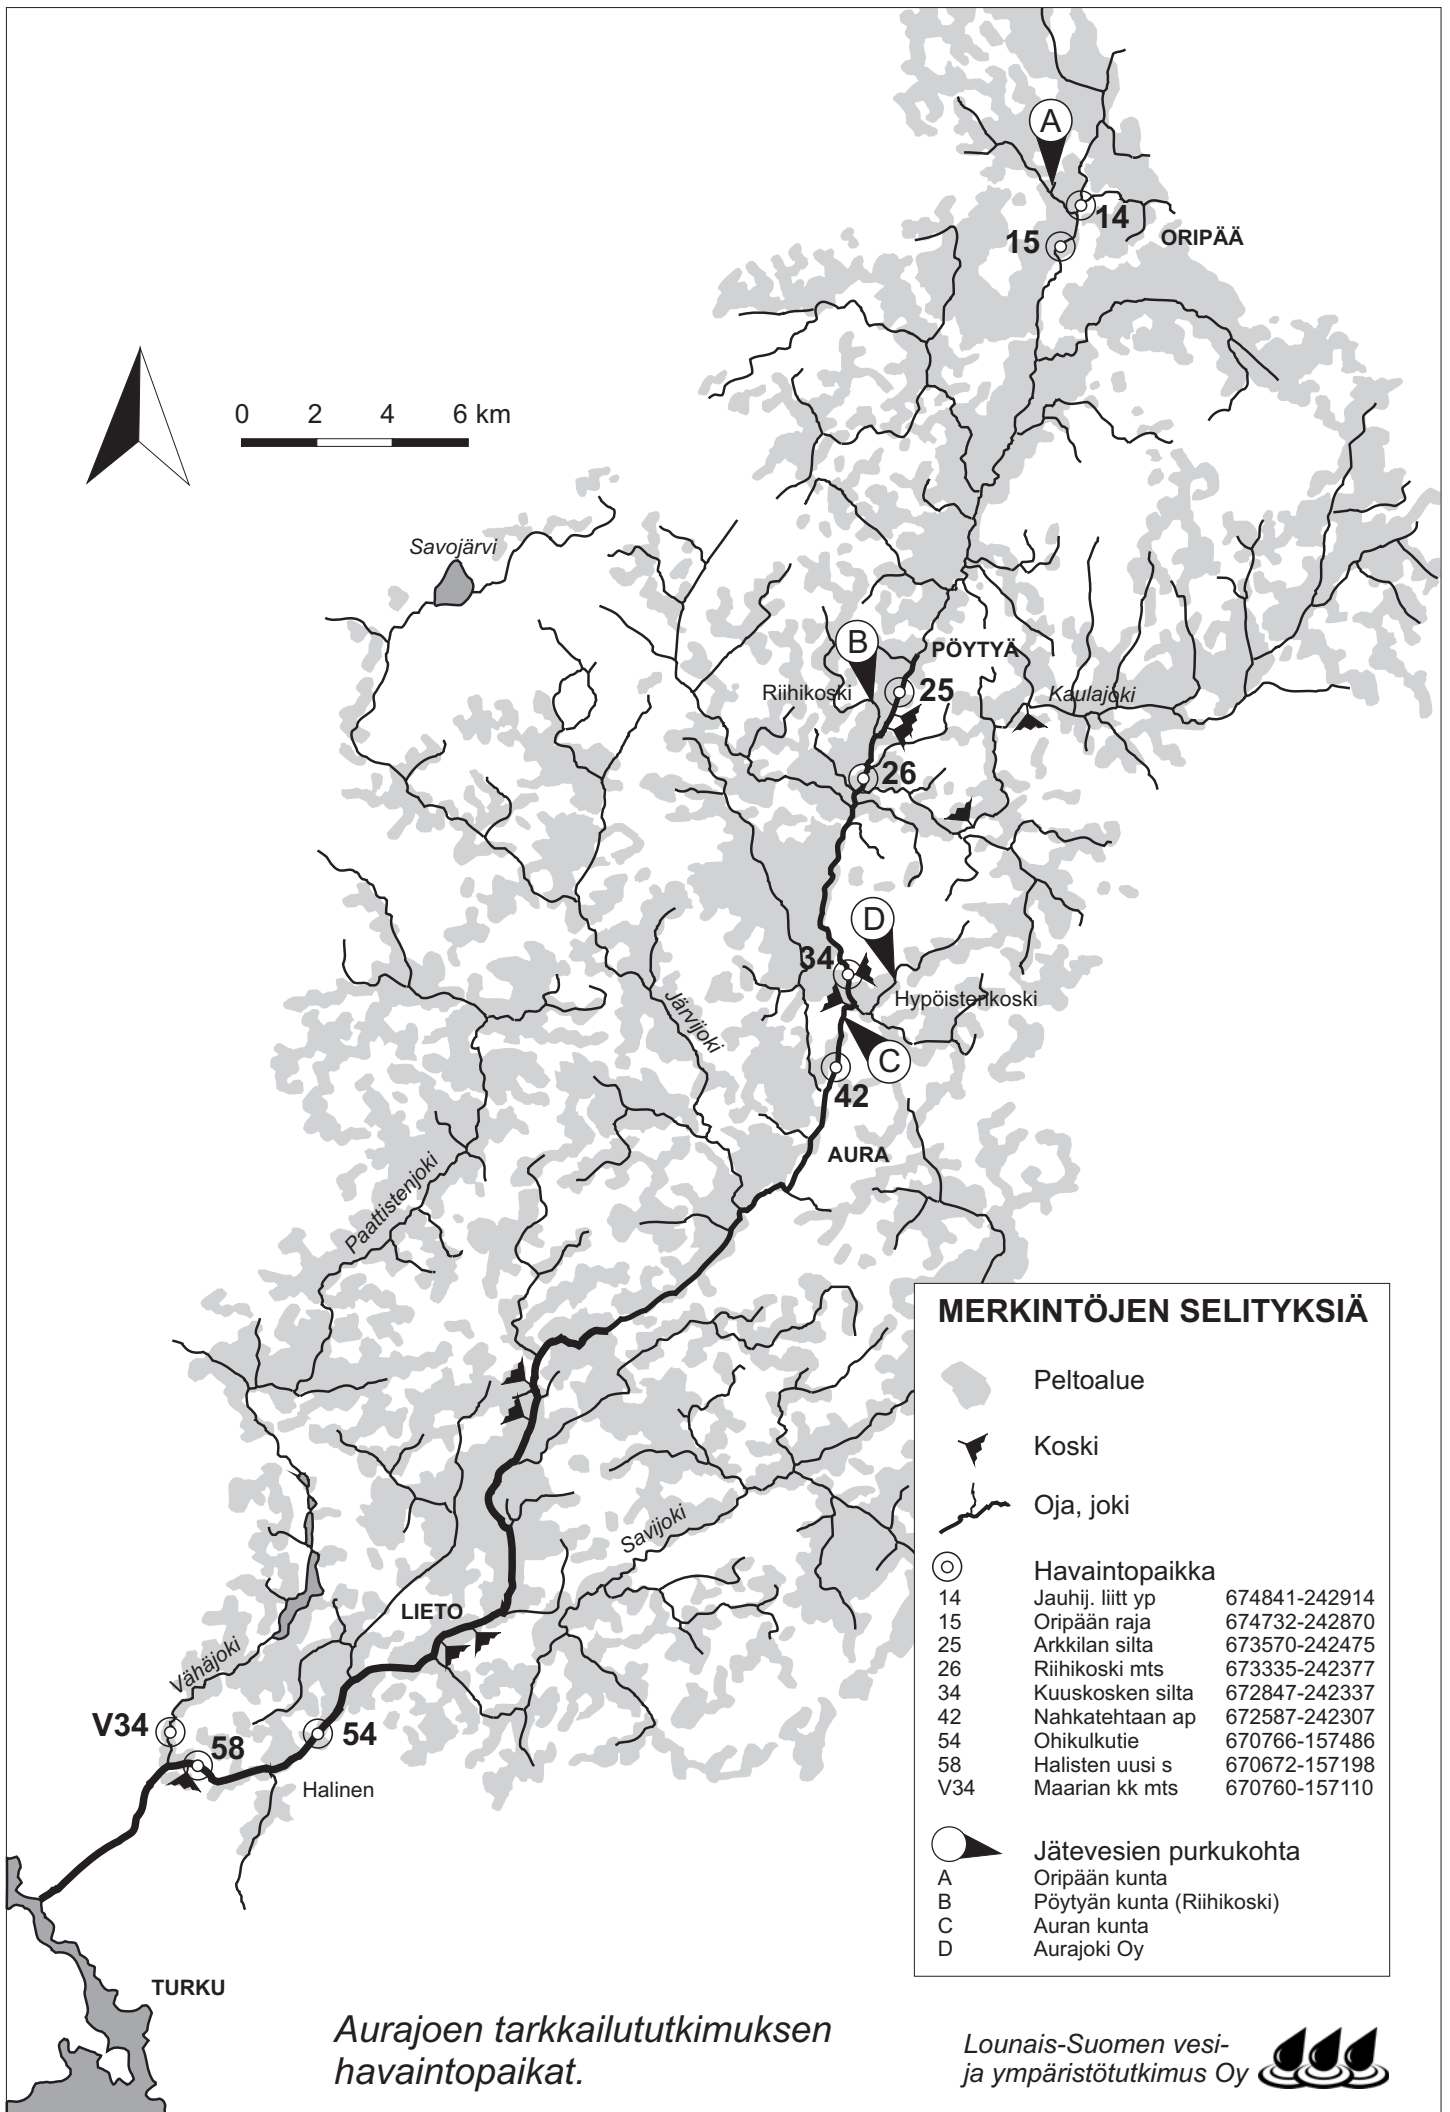 A
14
15
ORIPÄÄ
0 2 4 6 km
Savojärvi
B
PÖYTYÄ
Riihikoski
25
Kaulajoki
26
D
34
Hypöistenkoski
Järvijoki
C
42
AURA
Paattistenjoki
Savijoki
LIETO
Vähäjoki
V34
58
54
Halinen
TURKU
MERKINTÖJEN SELITYKSIÄ
Peltoalue
Koski
Oja, joki
Havaintopaikka
14 Jauhij. liitt yp 674841-242914
15 Oripään raja 674732-242870
25 Arkkilan silta 673570-242475
26 Riihikoski mts 673335-242377
34 Kuuskosken silta 672847-242337
42 Nahkatehtaan ap 672587-242307
54 Ohikulkutie 670766-157486
58 Halisten uusi s 670672-157198
V34 Maarian kk mts 670760-157110
Jätevesien purkukohta
A Oripään kunta
B Pöytyän kunta (Riihikoski)
C Auran kunta
D Aurajoki Oy
Aurajoen tarkkailututkimuksen
havaintopaikat.
Lounais-Suomen vesi-
ja ympäristötutkimus Oy